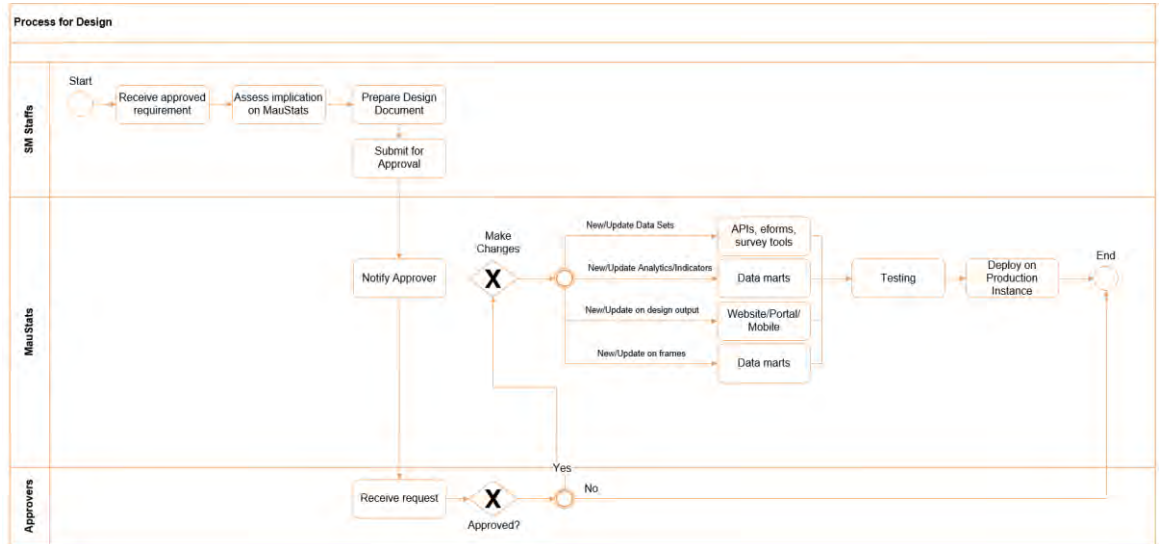 Process for Design
SM Staffs
Start
Receive approved
requirement
Assess implication
on MauStats
Prepare Design
Document
Submit for
Approval
MauStats
Notify Approver
Make
Changes
X
New/Update Data Sets
APIs, eforms,
survey tools
New/Update Analytics/Indicators
Data marts
New/Update on design output
Website/Portal/
Mobile
New/Update on frames
Data marts
Testing
Deploy on
Production
Instance
End
Approvers
Receive request
X
Approved?
Yes
No